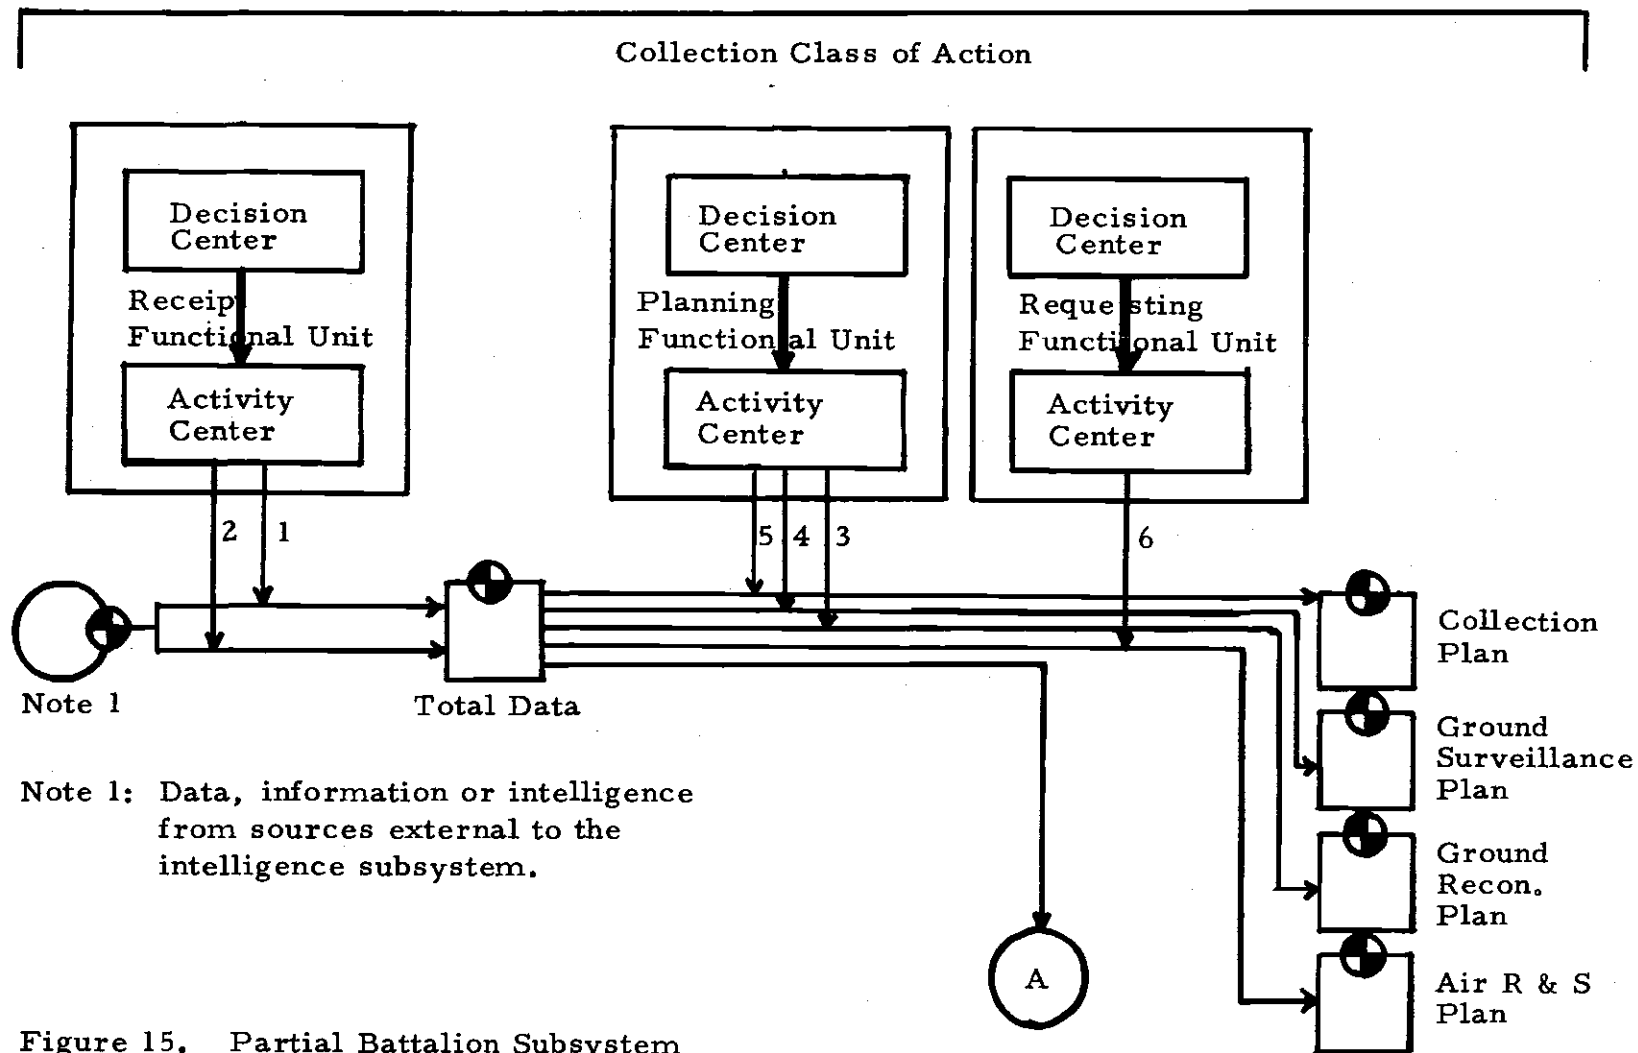 Collection Class of Action
Decision
Center
Receipt
Functional Unit
Activity
Center
Decision
Center
Planning
Functional Unit
Activity
Center
Decision
Center
Requesting
Functional Unit
Activity
Center
2
1
5
4
3
6
Note 1
Total Data
Collection
Plan
Ground
Surveillance
Plan
Ground
Recon.
Plan
Air R & S
Plan
A
Note 1: Data, information or intelligence
from sources external to the
intelligence subsystem.
Figure 15. Partial Battalion Subsystem